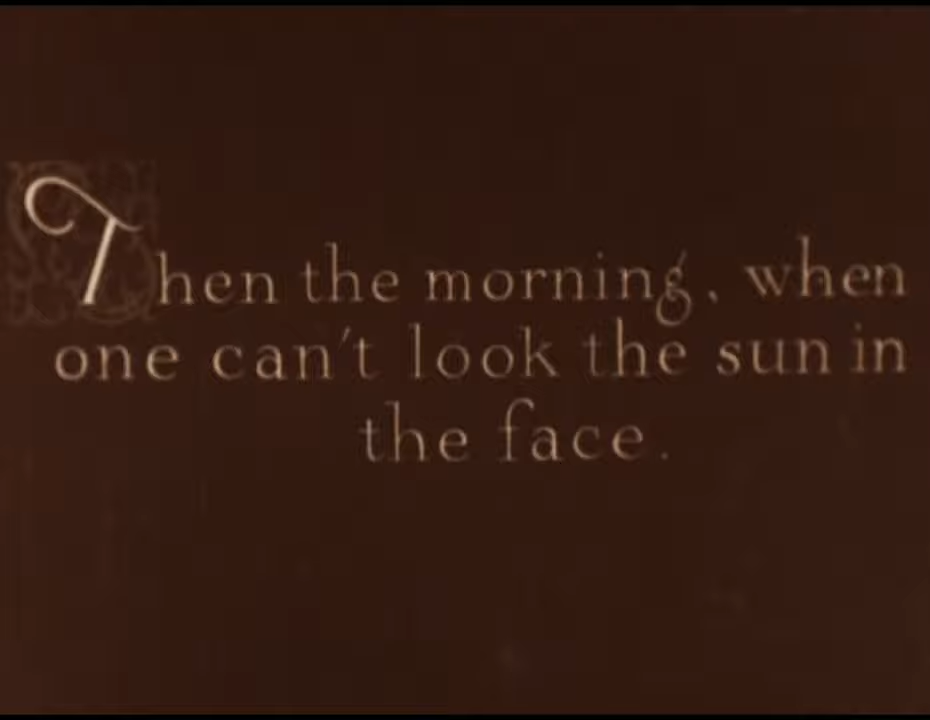 Then the morning, when
one can't look the sun in
the face.